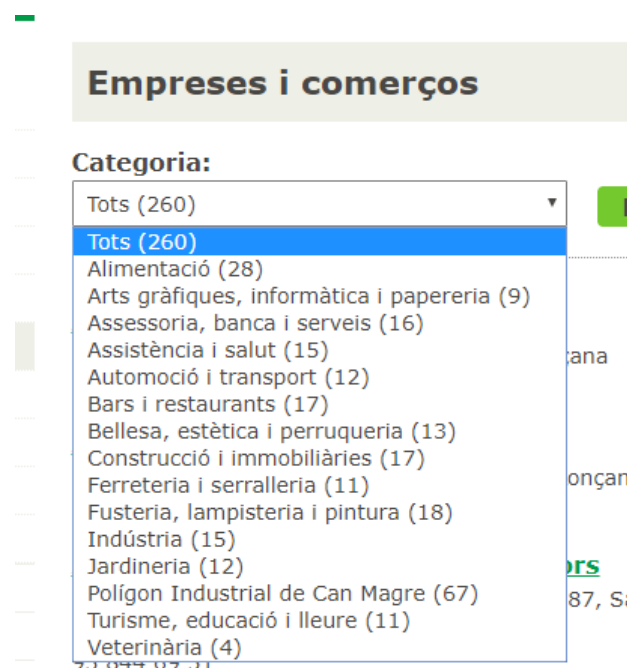 Empreses i comerços
Categoria:
Tots (260)
Tots (260)
Alimentació (28)
Arts gràfiques, informàtica i papereria (9)
Assessoria, banca i serveis (16)
Assistència i salut (15)
Automoció i transport (12)
Bars i restaurants (17)
Bellesa, estètica i perruqueria (13)
Construcció i immobiliàries (17)
Ferreteria i serralleria (11)
Fusteria, lampisteria i pintura (18)
Indústria (15)
Jardineria (12)
Polígon Industrial de Can Magre (67)
87, S
Turisme, educació i lleure (11)
Veterinària (4)